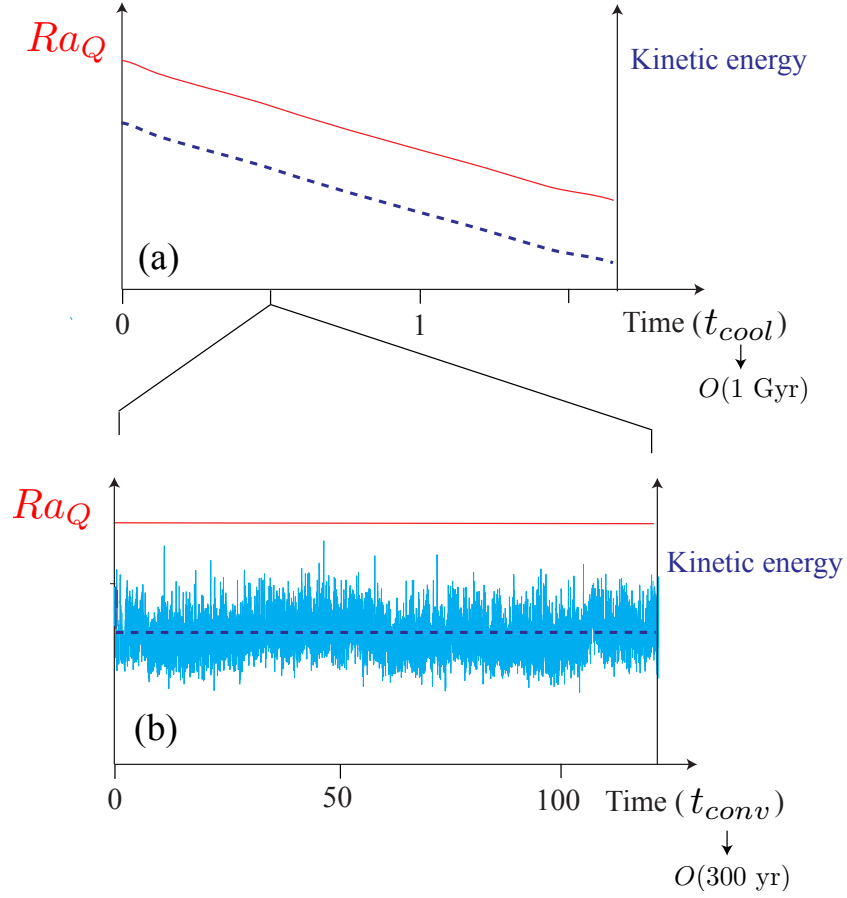 Ra_Q
Kinetic energy
(a)
0 1 Time (t_cool)
O(1 Gyr)
Ra_Q
Kinetic energy
(b)
0 50 100 Time (t_conv)
O(300 yr)